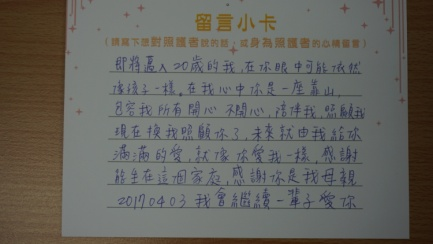 留言小卡
(請寫下想對照護者說的話，或身為照護者的心情留言)
即將邁入20歲的我,在你眼中可能依然
像孩子一樣。在我心中你是一座靠山,
包容我所有開心 不開心,陪伴我,照顧我
現在換我照顧你了,未來就由我給你
滿滿的愛,就像你愛我一樣,感謝
能生在這個家庭,感謝你是我母親
20170403 我會繼續一輩子愛你